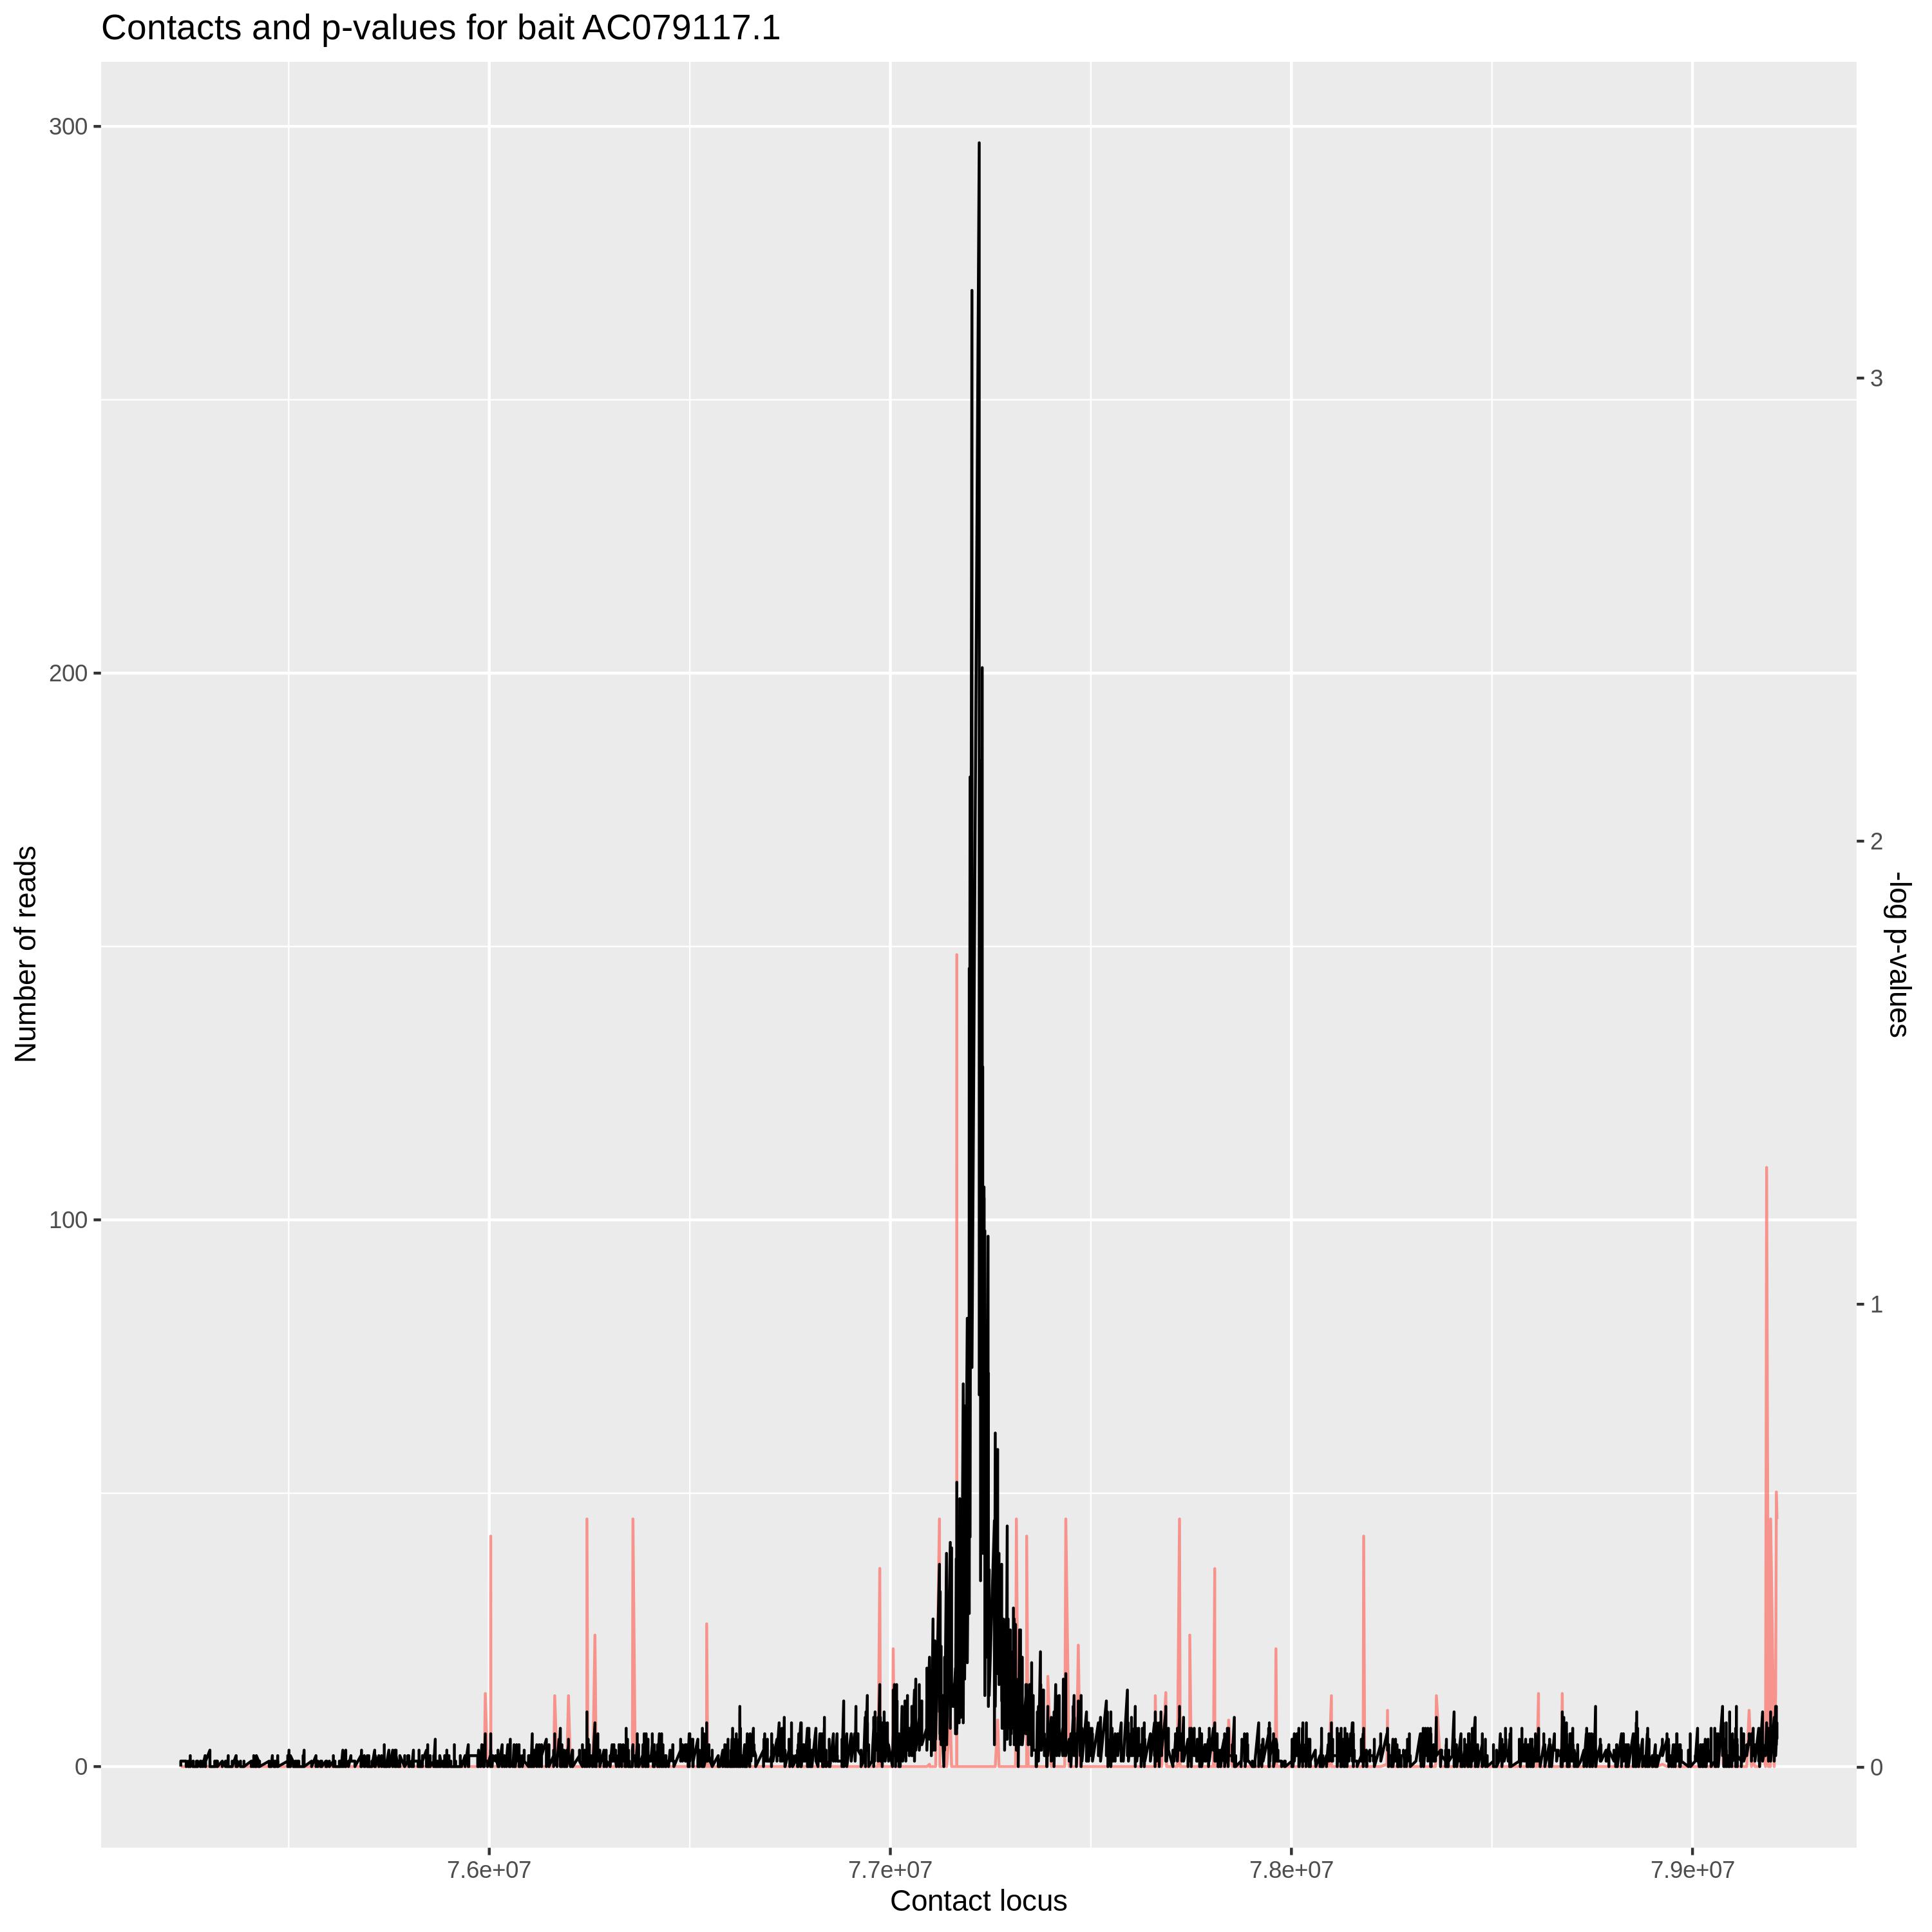 Contacts and p-values for bait AC079117.1
300
200
100
0
Number of reads
3
2
1
0
-log p-values
7.6e+07
7.7e+07
7.8e+07
7.9e+07
Contact locus